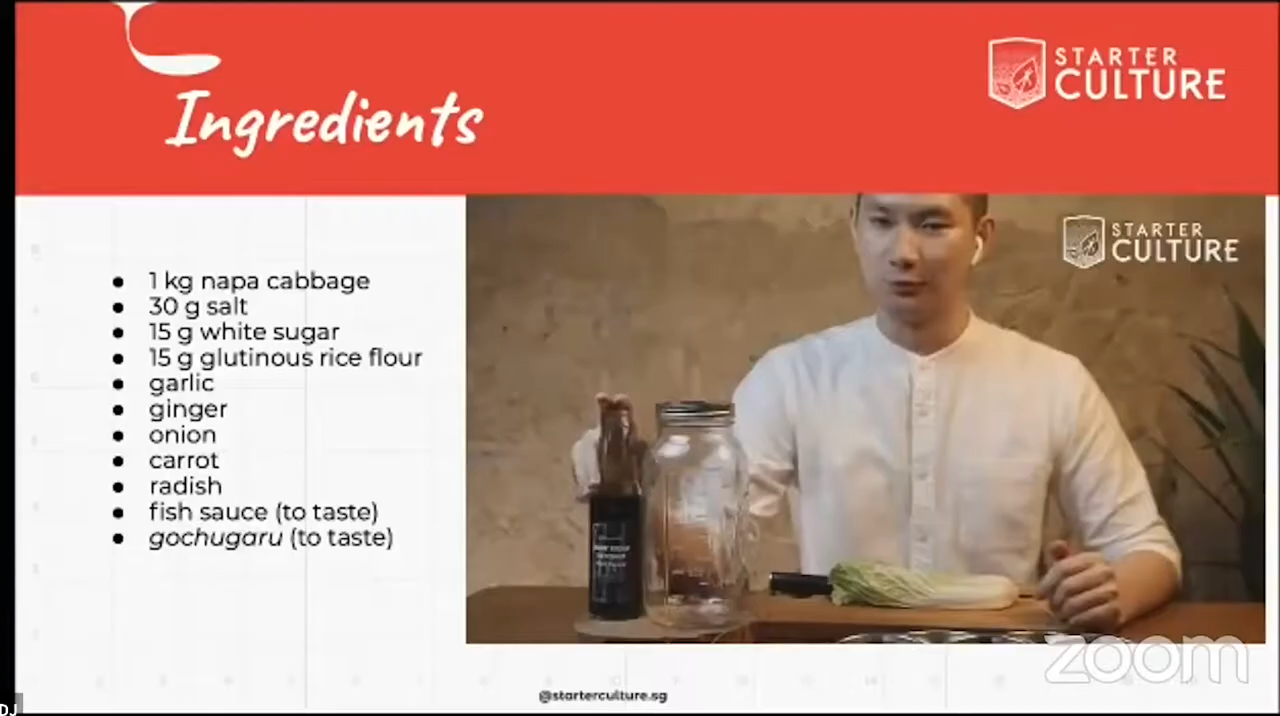 Ingredients
STARTER
CULTURE
1 kg napa cabbage
30 g salt
15 g white sugar
15 g glutinous rice flour
garlic
ginger
onion
carrot
radish
fish sauce (to taste)
gochugaru (to taste)
STARTER
CULTURE
zoom
@starterculture.sg
DJ